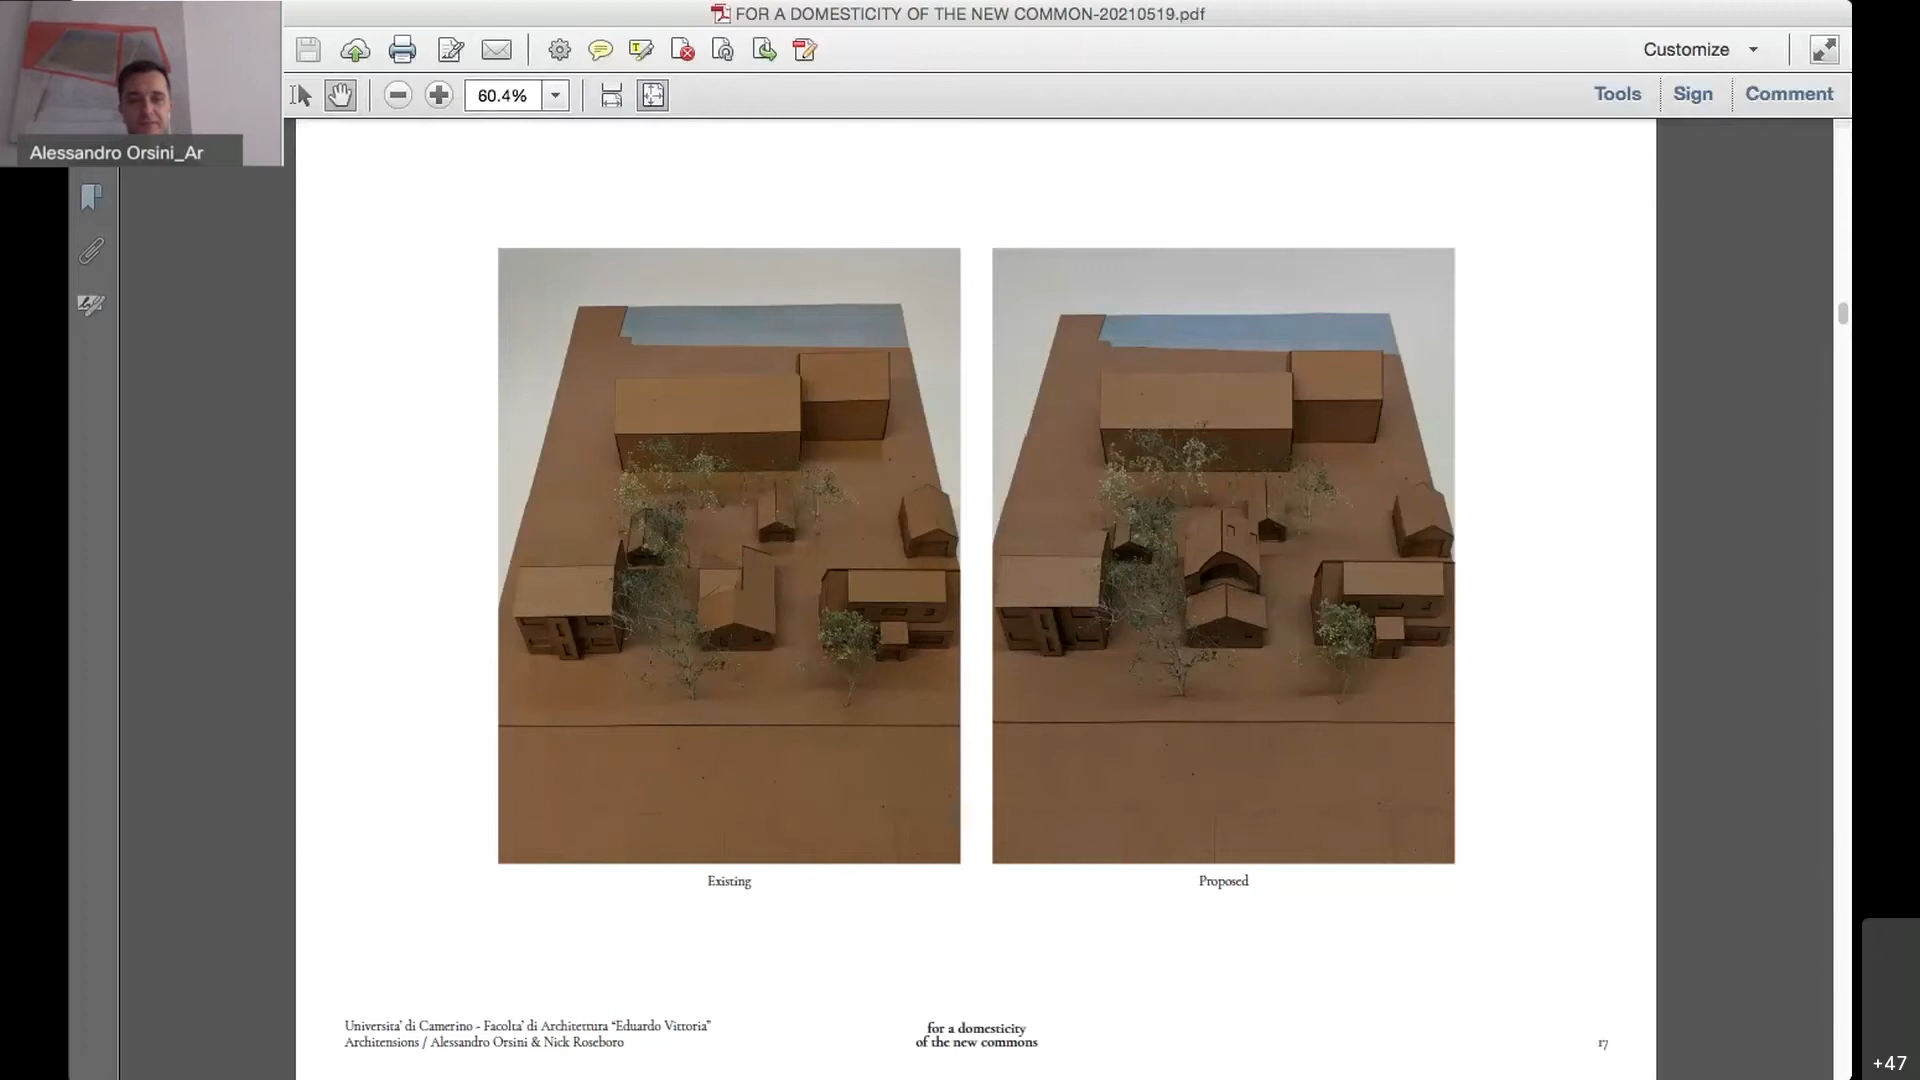 FOR A DOMESTICITY OF THE NEW COMMON-20210519.pdf
Customize
60.4%
Tools
Sign
Comment
Alessandro Orsini_Ar
Existing
Proposed
Universita' di Camerino - Facolta' di Architettura “Eduardo Vittoria”
Architensions / Alessandro Orsini & Nick Roseboro
for a domesticity
of the new commons
17
+47